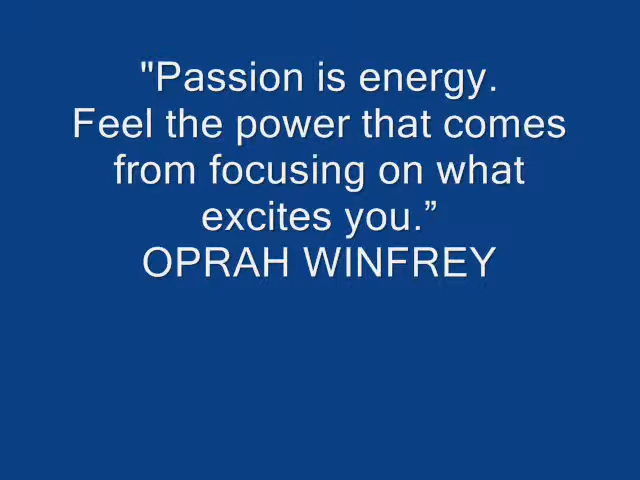 "Passion is energy.
Feel the power that comes
from focusing on what
excites you.”
OPRAH WINFREY